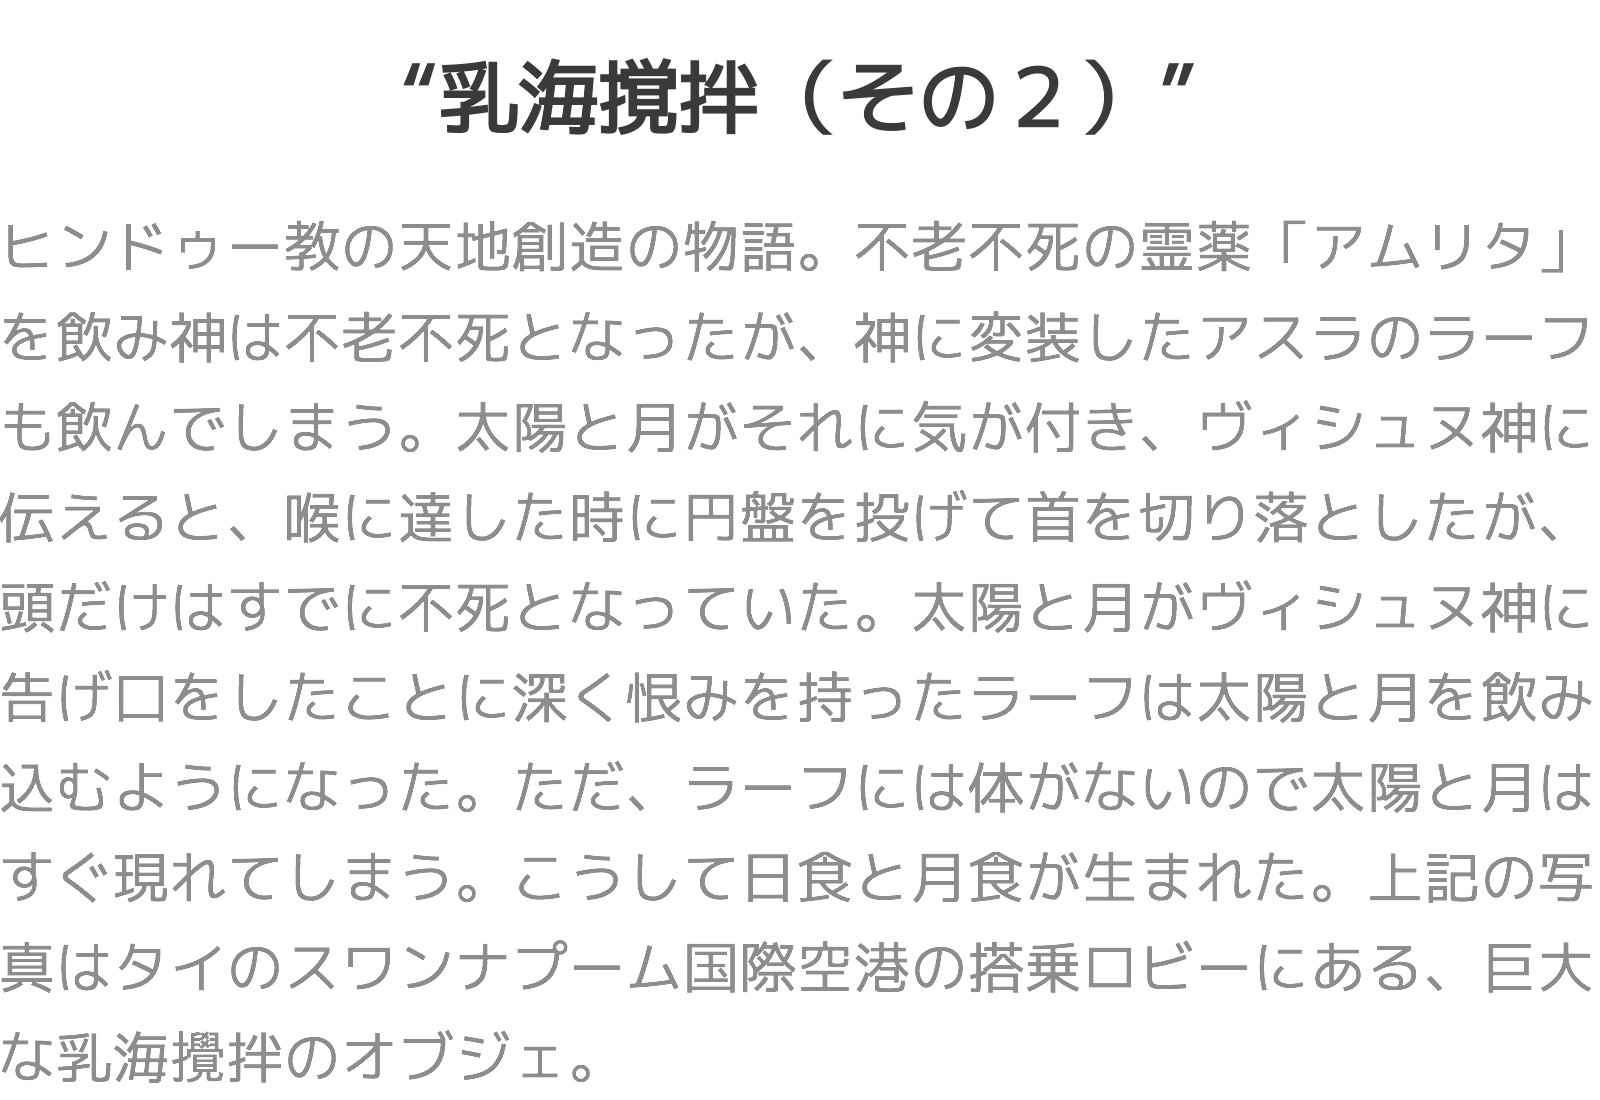 “乳海撹拌（その２）”
ヒンドゥー教の天地創造の物語。不老不死の霊薬「アムリタ」
を飲み神は不老不死となったが、神に変装したアスラのラーフ
も飲んでしまう。太陽と月がそれに気が付き、ヴィシュヌ神に
伝えると、喉に達した時に円盤を投げて首を切り落としたが、
頭だけはすでに不死となっていた。太陽と月がヴィシュヌ神に
告げ口をしたことに深く恨みを持ったラーフは太陽と月を飲み
込むようになった。ただ、ラーフには体がないので太陽と月は
すぐ現れてしまう。こうして日食と月食が生まれた。上記の写
真はタイのスワンナプーム国際空港の搭乗ロビーにある、巨大
な乳海攪拌のオブジェ。